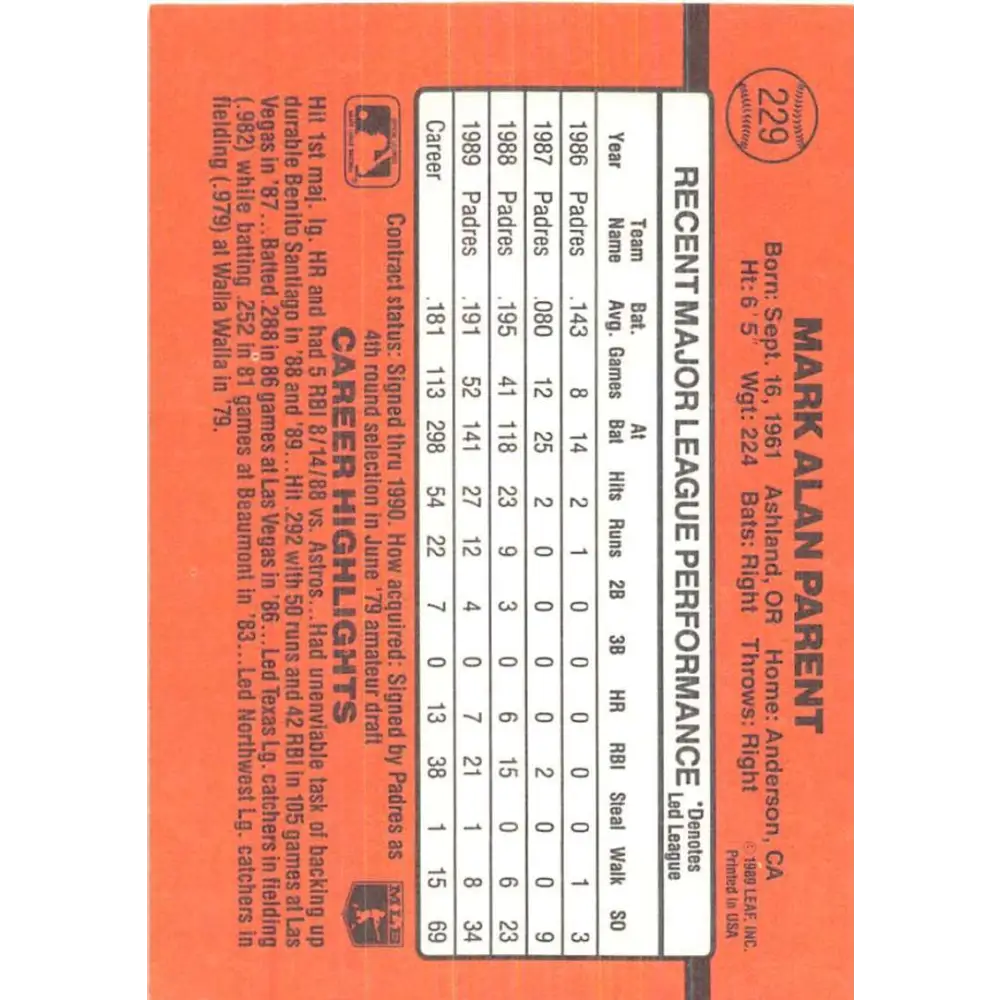 229
MARK ALAN PARENT
Born: Sept. 16, 1961 Ashland, OR Home: Anderson, CA
Ht: 6'5" Wgt: 224 Bats: Right Throws: Right
© 1989 LEAF, INC.
Printed in USA
RECENT MAJOR LEAGUE PERFORMANCE *Denotes Led League
Year Team Name Bat. Avg. Games At Bat Hits Runs 2B 3B HR RBI Steal Walk SO
1986 Padres .143 8 14 2 1 0 0 0 0 0 1 3
1987 Padres .080 12 25 2 0 0 0 0 2 0 0 9
1988 Padres .195 41 118 23 9 3 0 6 15 0 6 23
1989 Padres .191 52 141 27 12 4 0 7 21 1 8 34
Career .181 113 298 54 22 7 0 13 38 1 15 69
Contract status: Signed thru 1990. How acquired: Signed by Padres as
4th round selection in June '79 amateur draft
CAREER HIGHLIGHTS
MLB
Hit 1st maj. lg. HR and had 5 RBI 8/14/88 vs. Astros...Had unenviable task of backing up
durable Benito Santiago in '88 and '89...Hit .292 with 50 runs and 42 RBI in 105 games at Las
Vegas in '87...Batted .288 in 86 games at Las Vegas in '86...Led Texas Lg. catchers in fielding
(.982) while batting .252 in 81 games at Beaumont in '83...Led Northwest Lg. catchers in
fielding (.979) at Walla Walla in '79.